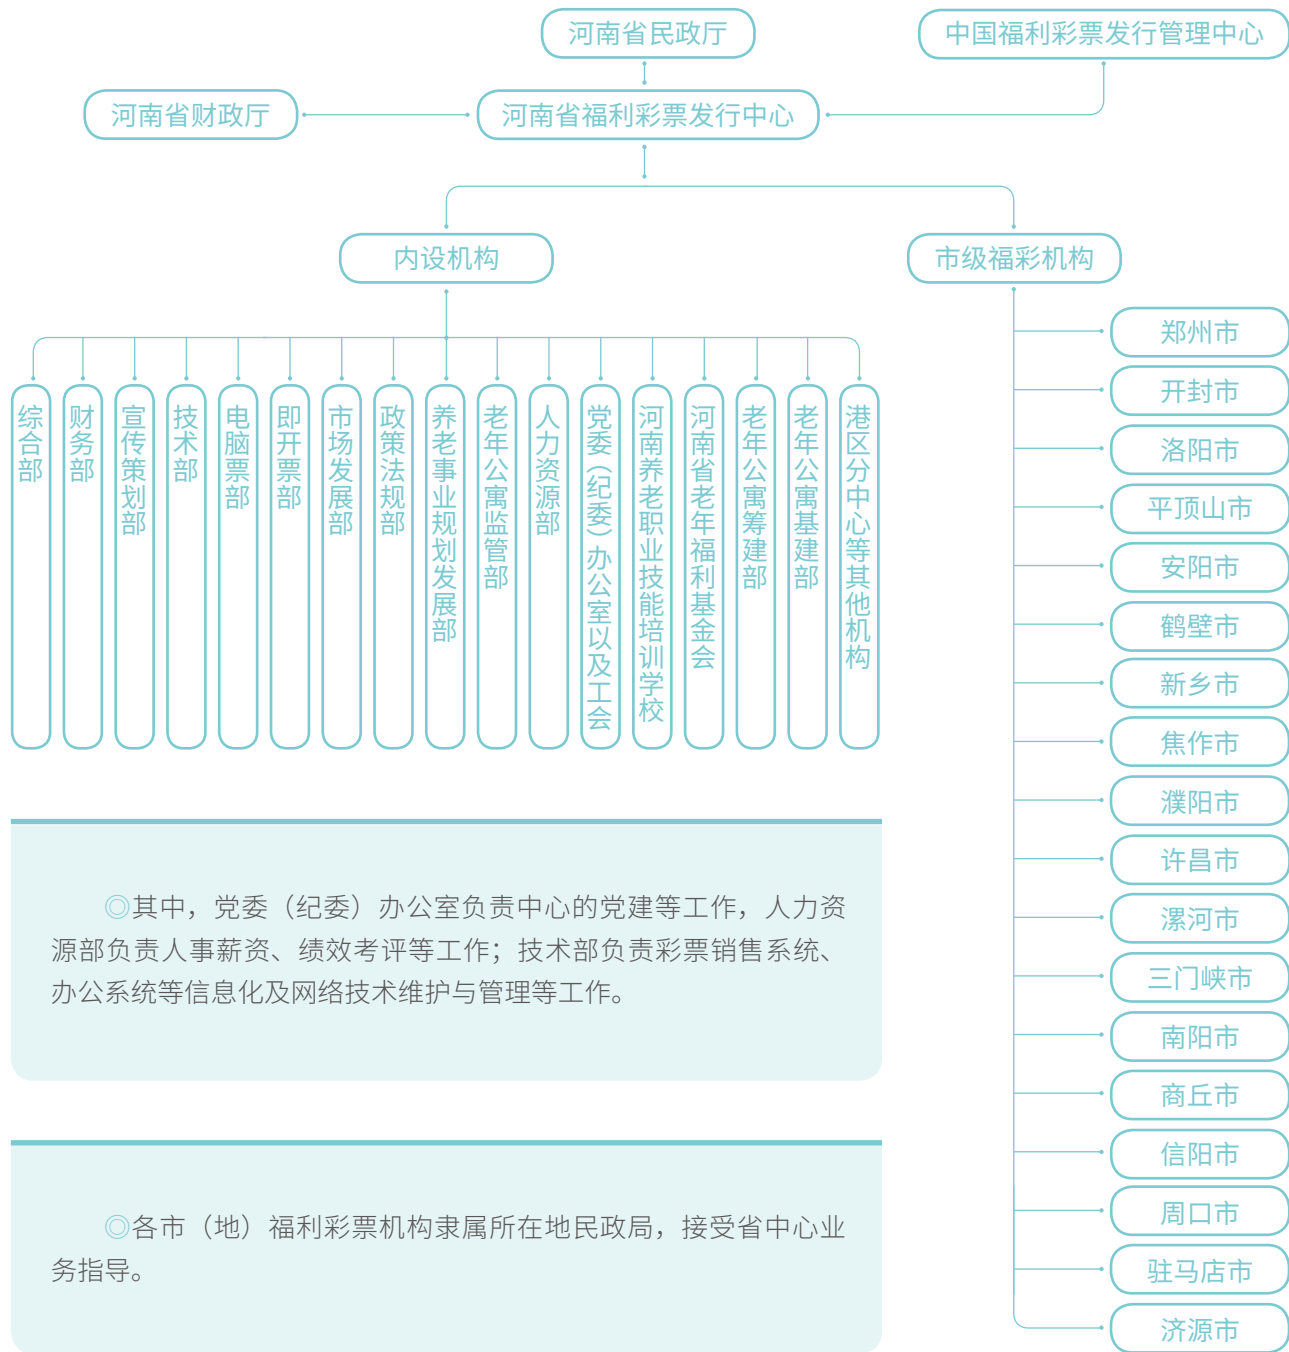 河南省民政厅
中国福利彩票发行管理中心
河南省财政厅
河南省福利彩票发行中心
内设机构
市级福彩机构
综合部
财务部
宣传策划部
技术部
电脑票部
即开票部
市场发展部
政策法规部
养老事业规划发展部
老年公寓监管部
人力资源部
党委（纪委）办公室以及工会
河南养老职业技能培训学校
河南省老年福利基金会
老年公寓筹建部
老年公寓基建部
港区分中心等其他机构
郑州市
开封市
洛阳市
平顶山市
安阳市
鹤壁市
新乡市
焦作市
濮阳市
许昌市
漯河市
三门峡市
南阳市
商丘市
信阳市
周口市
驻马店市
济源市
◎其中，党委（纪委）办公室负责中心的党建等工作，人力资
源部负责人事薪资、绩效考评等工作；技术部负责彩票销售系统、
办公系统等信息化及网络技术维护与管理等工作。
◎各市（地）福利彩票机构隶属所在地民政局，接受省中心业
务指导。